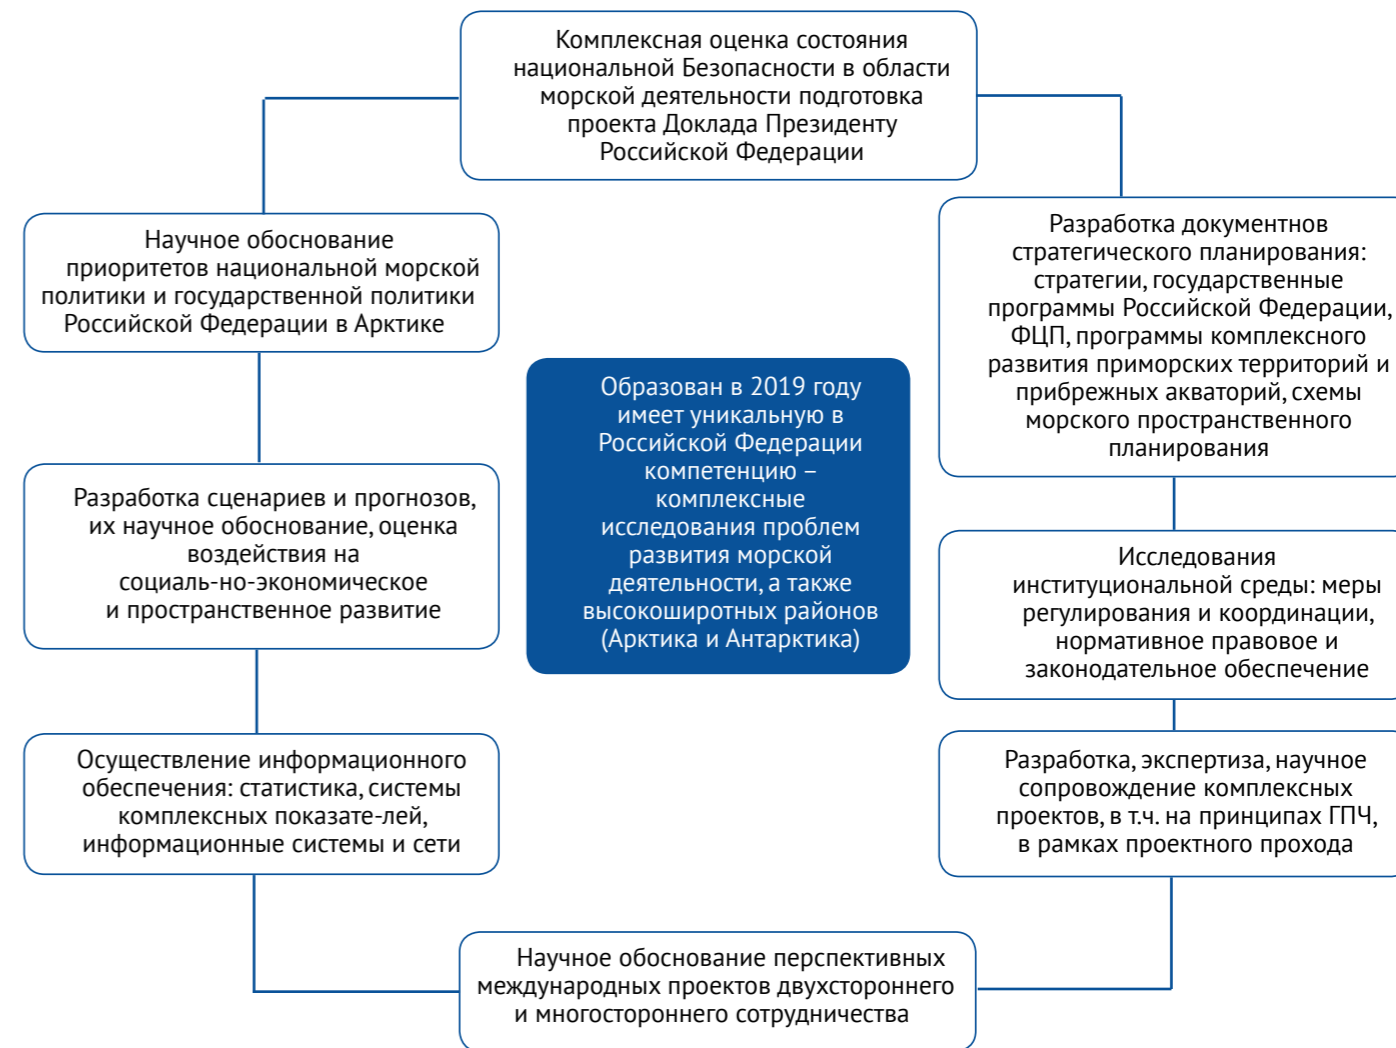 Комплексная оценка состояния
национальной Безопасности в области
морской деятельности подготовка
проекта Доклада Президенту
Российской Федерации
Научное обоснование
приоритетов национальной морской
политики и государственной политики
Российской Федерации в Арктике
Разработка сценариев и прогнозов,
их научное обоснование, оценка
воздействия на
социаль-но-экономическое
и пространственное развитие
Осуществление информационного
обеспечения: статистика, системы
комплексных показате-лей,
информационные системы и сети
Образован в 2019 году
имеет уникальную в
Российской Федерации
компетенцию –
комплексные
исследования проблем
развития морской
деятельности, а также
высокоширотных районов
(Арктика и Антарктика)
Разработка документнов
стратегического планирования:
стратегии, государственные
программы Российской Федерации,
ФЦП, программы комплексного
развития приморских территорий и
прибрежных акваторий, схемы
морского пространственного
планирования
Исследования
институциональной среды: меры
регулирования и координации,
нормативное правовое и
законодательное обеспечение
Разработка, экспертиза, научное
сопровождение комплексных
проектов, в т.ч. на принципах ГПЧ,
в рамках проектного прохода
Научное обоснование перспективных
международных проектов двухстороннего
и многостороннего сотрудничества